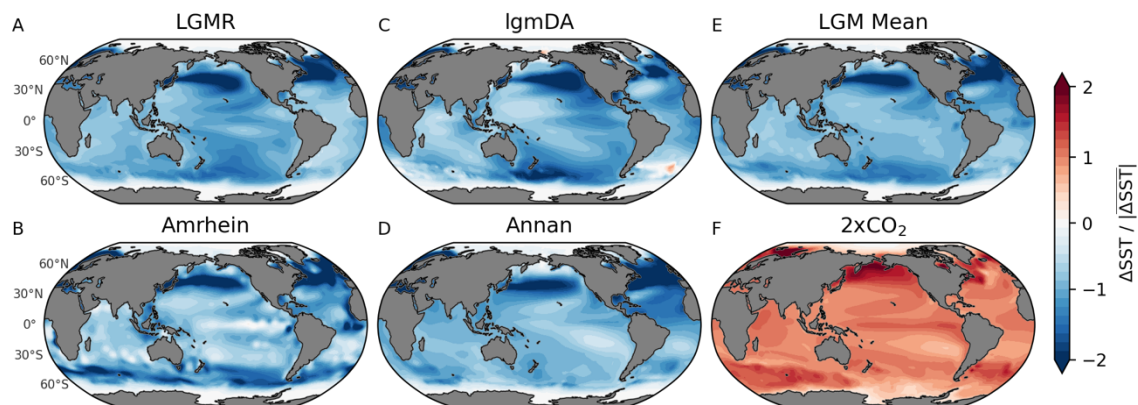 A LGMR
C lgmDA
E LGM Mean
60°N
30°N
0°
30°S
60°S
B Amrhein
D Annan
F 2xCO₂
60°N
30°N
0°
30°S
60°S
2
1
0
−1
−2
ΔSST / |ΔSST|